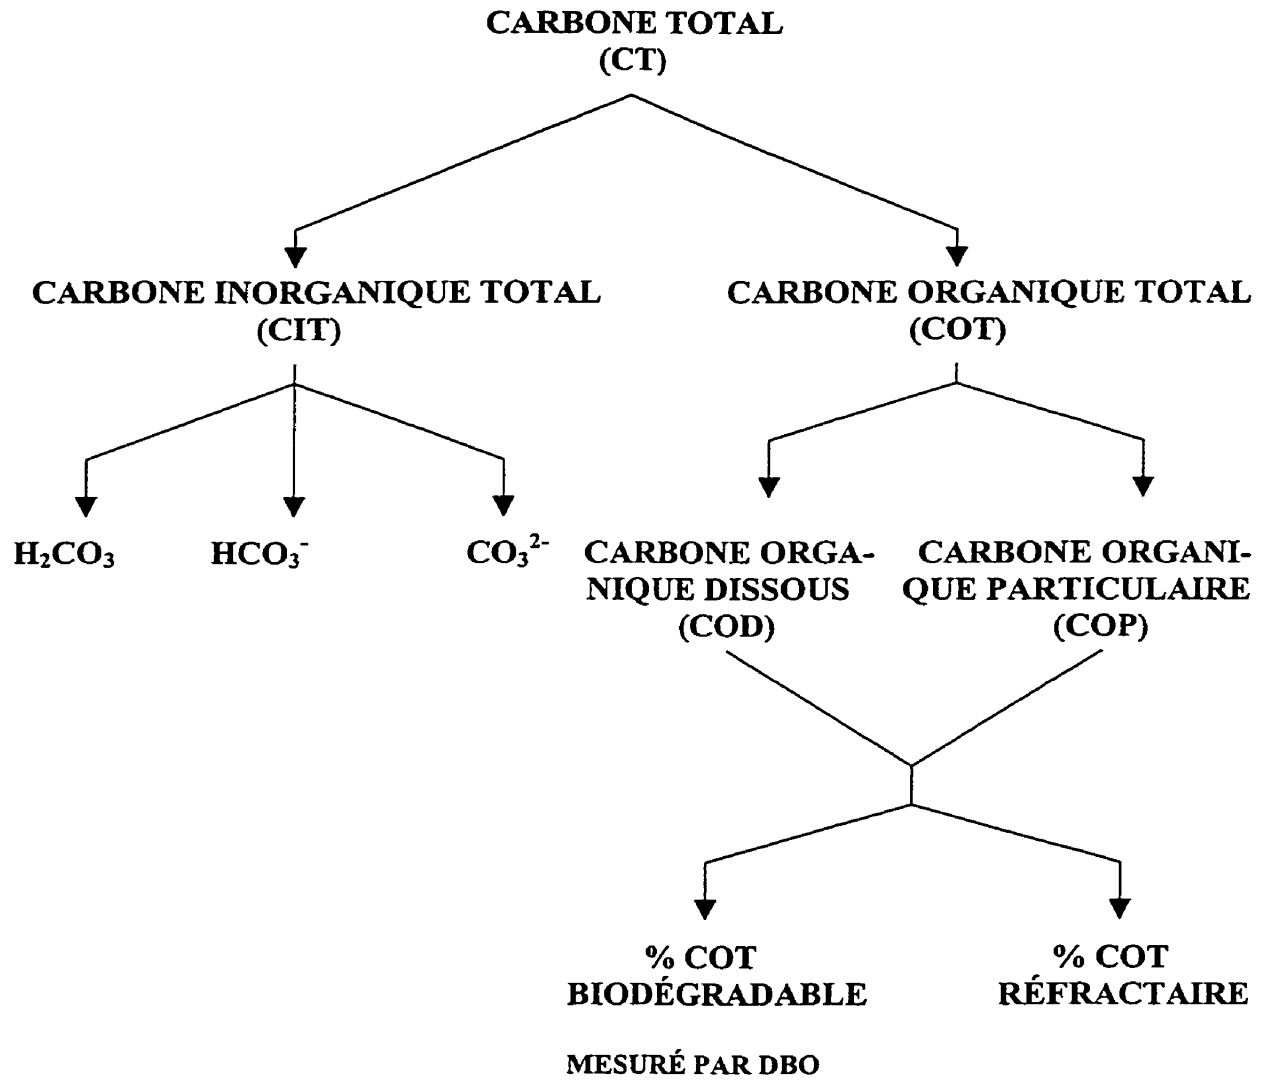 CARBONE TOTAL
(CT)
CARBONE INORGANIQUE TOTAL
(CIT)
CARBONE ORGANIQUE TOTAL
(COT)
H₂CO₃
HCO₃⁻
CO₃²⁻
CARBONE ORGA-
NIQUE DISSOUS
(COD)
CARBONE ORGANI-
QUE PARTICULAIRE
(COP)
% COT
BIODÉGRADABLE
% COT
RÉFRACTAIRE
MESURÉ PAR DBO